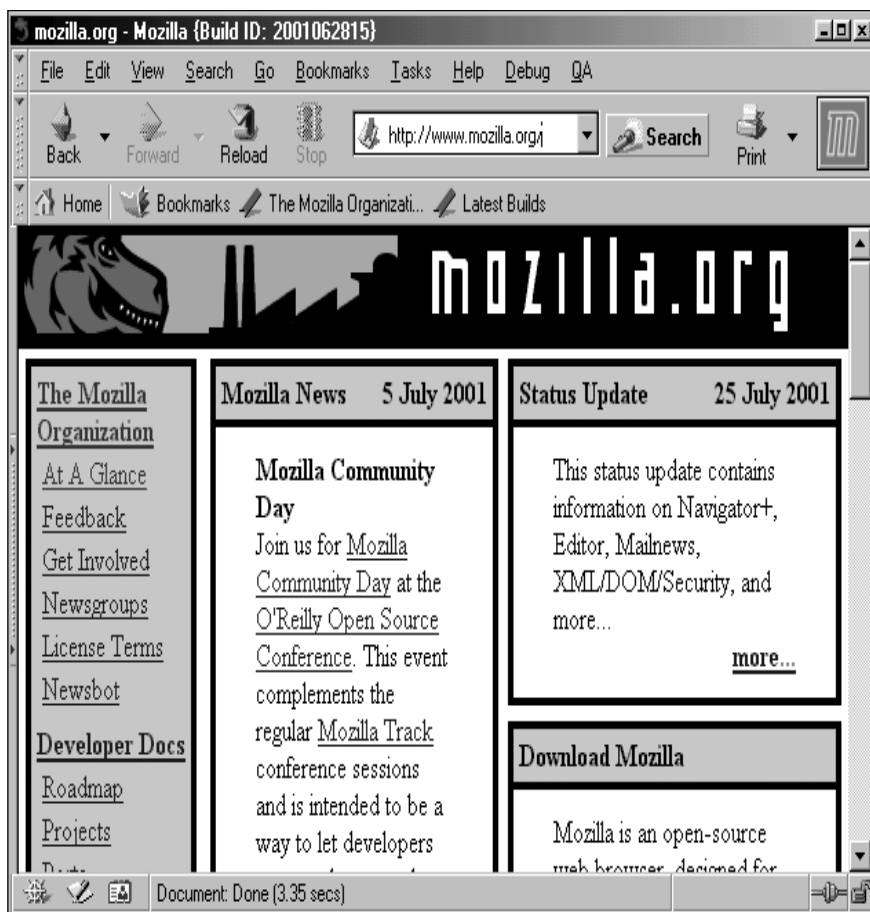 mozilla.org - Mozilla {Build ID: 2001062815}
File Edit View Search Go Bookmarks Tasks Help Debug QA
Back Forward Reload Stop http://www.mozilla.org/ Search Print
Home Bookmarks The Mozilla Organizati... Latest Builds
mozilla.org
The Mozilla
Organization
At A Glance
Feedback
Get Involved
Newsgroups
License Terms
Newsbot
Developer Docs
Roadmap
Projects
Mozilla News 5 July 2001
Mozilla Community
Day
Join us for Mozilla
Community Day at the
O'Reilly Open Source
Conference. This event
complements the
regular Mozilla Track
conference sessions
and is intended to be a
way to let developers
Status Update 25 July 2001
This status update contains
information on Navigator+,
Editor, Mailnews,
XML/DOM/Security, and
more...
more...
Download Mozilla
Mozilla is an open-source
web browser, designed for
Document: Done (3.35 secs)